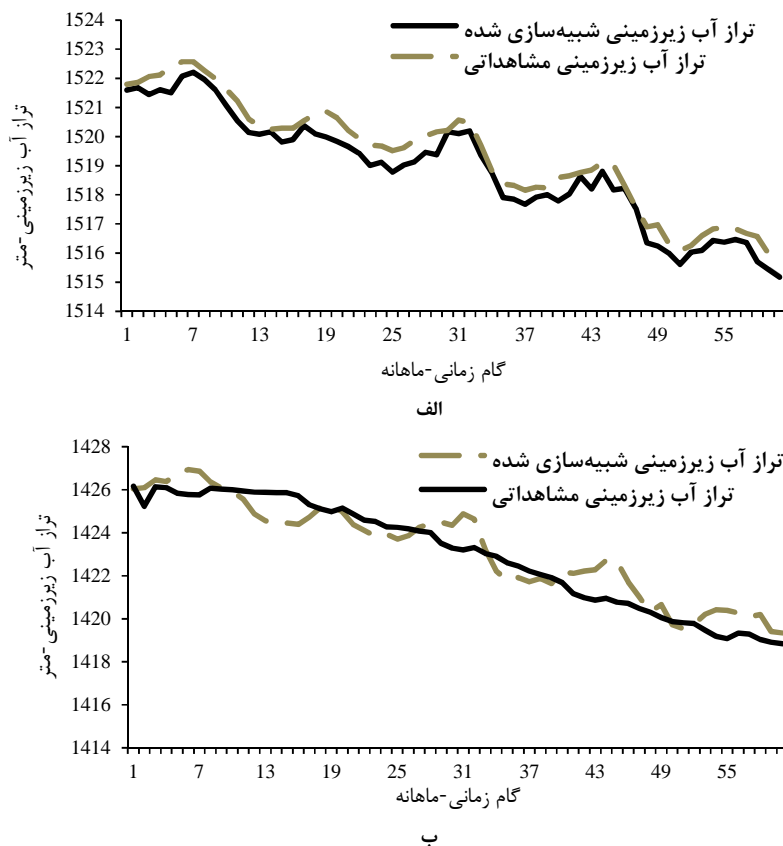 تراز آب زیرزمینی شبیه‌سازی شده
تراز آب زیرزمینی مشاهداتی
تراز آب زیرزمینی-متر
1524
1523
1522
1521
1520
1519
1518
1517
1516
1515
1514
1 7 13 19 25 31 37 43 49 55
گام زمانی-ماهانه
الف
تراز آب زیرزمینی شبیه‌سازی شده
تراز آب زیرزمینی مشاهداتی
تراز آب زیرزمینی-متر
1428
1426
1424
1422
1420
1418
1416
1414
1 7 13 19 25 31 37 43 49 55
گام زمانی-ماهانه
ب